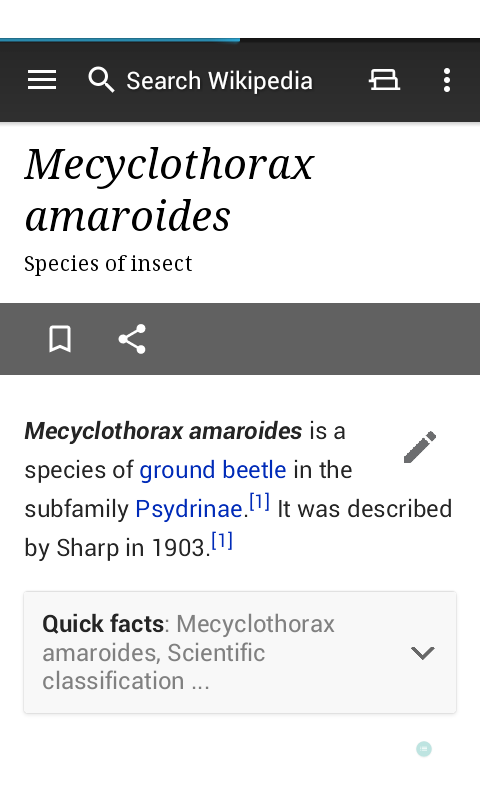 Search Wikipedia
Mecyclothorax
amaroides
Species of insect
Mecyclothorax amaroides is a
species of ground beetle in the
subfamily Psydrinae.[1] It was described
by Sharp in 1903.[1]
Quick facts: Mecyclothorax
amaroides, Scientific
classification ...